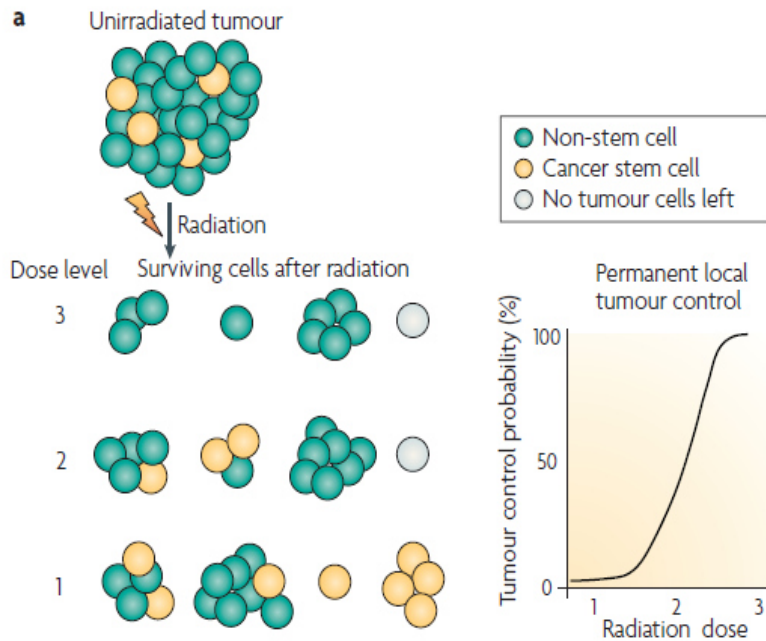 a
Unirradiated tumour
Non-stem cell
Cancer stem cell
No tumour cells left
Radiation
Dose level
Surviving cells after radiation
3
2
1
Permanent local
tumour control
Tumour control probability (%)
100
50
0
1
2
3
Radiation dose